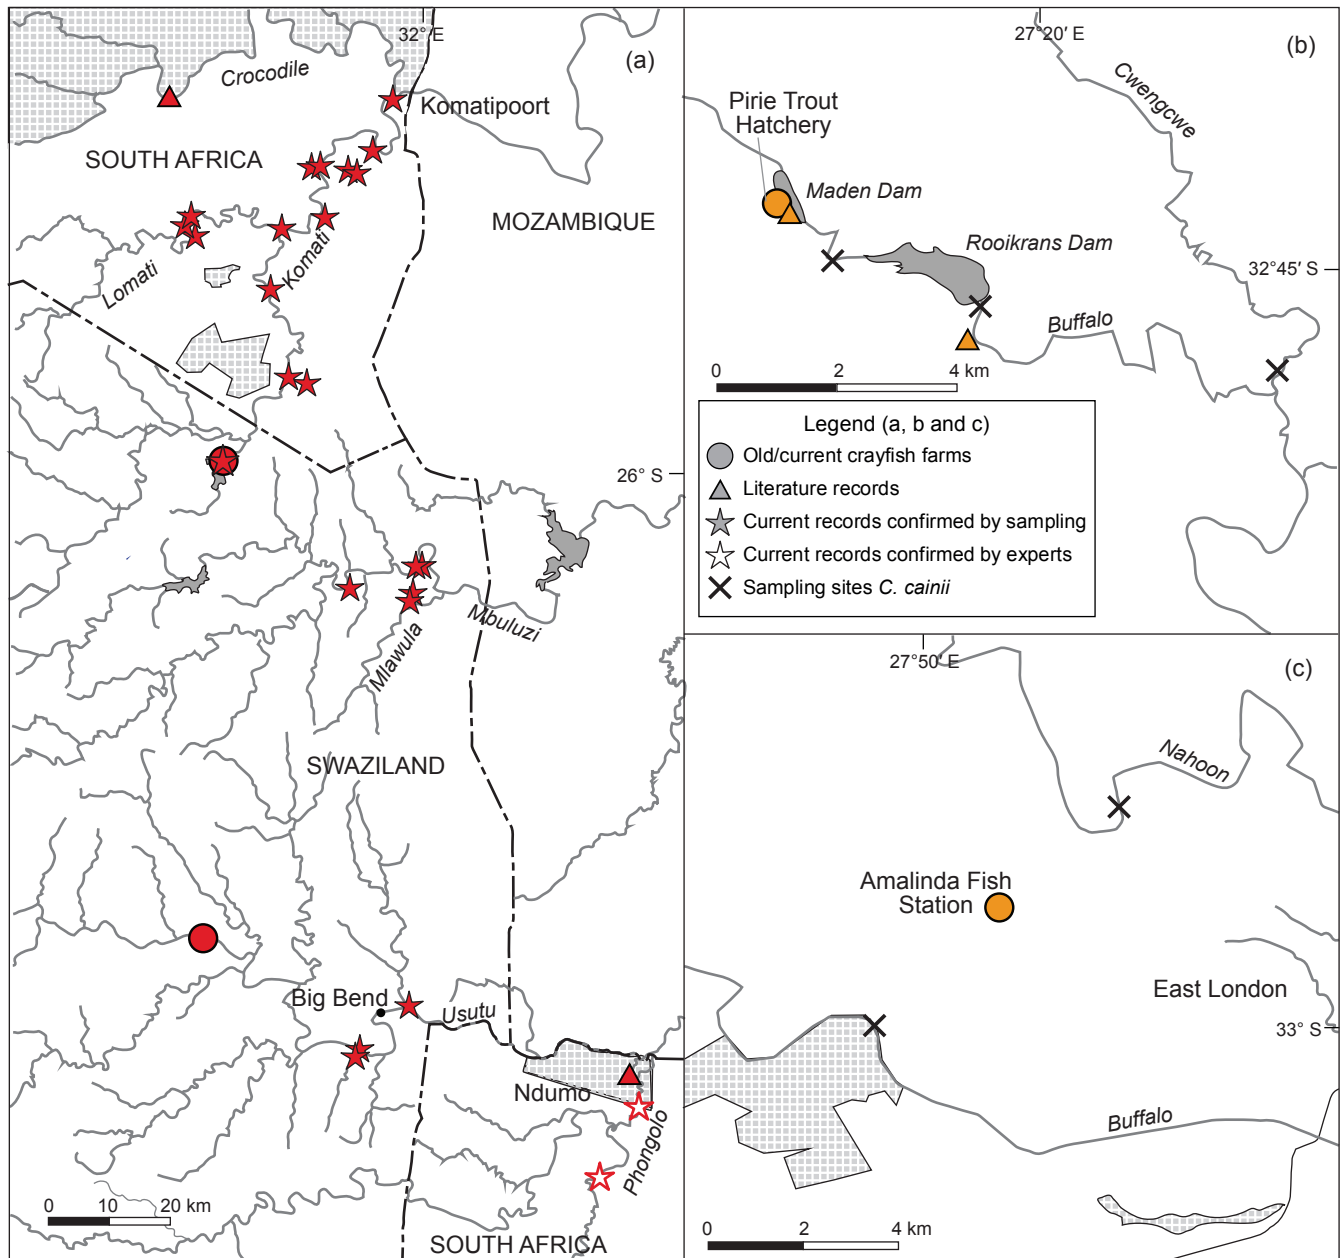 32° E
(a)
Crocodile
Komatipoort
SOUTH AFRICA
MOZAMBIQUE
Komati
Lomati
26° S
Mbuluzi
Mlawula
SWAZILAND
Big Bend
Usutu
Ndumo
Phongolo
0 10 20 km
SOUTH AFRICA
27°20′ E
(b)
Cwengcwe
Pirie Trout
Hatchery
Maden Dam
Rooikrans Dam
32°45′ S
Buffalo
0 2 4 km
Legend (a, b and c)
Old/current crayfish farms
Literature records
Current records confirmed by sampling
Current records confirmed by experts
Sampling sites C. cainii
27°50′ E
(c)
Nahoon
Amalinda Fish
Station
East London
33° S
Buffalo
0 2 4 km